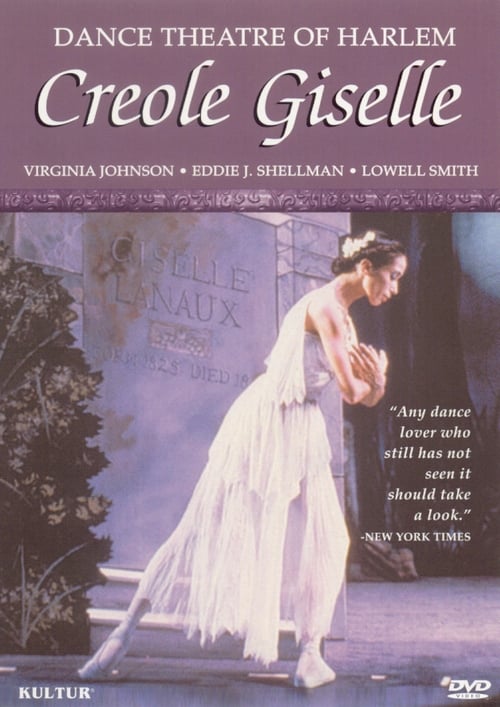 DANCE THEATRE OF HARLEM
Creole Giselle
VIRGINIA JOHNSON • EDDIE J. SHELLMAN • LOWELL SMITH
GISELLE
LANAUX
BORN 1825 DIED
"Any dance
lover who
still has not
seen it
should take
a look."
-NEW YORK TIMES
KULTUR
DVD
VIDEO